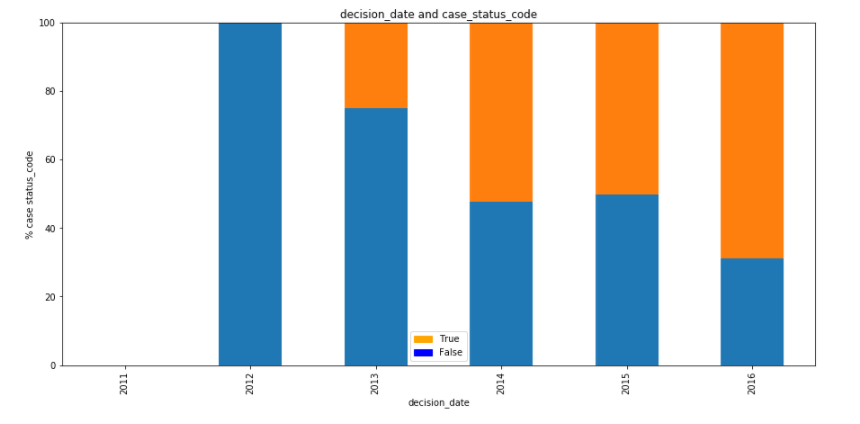 decision_date and case_status_code
100
80
60
40
20
0
% case status_code
True
False
2011
2012
2013
2014
2015
2016
decision_date